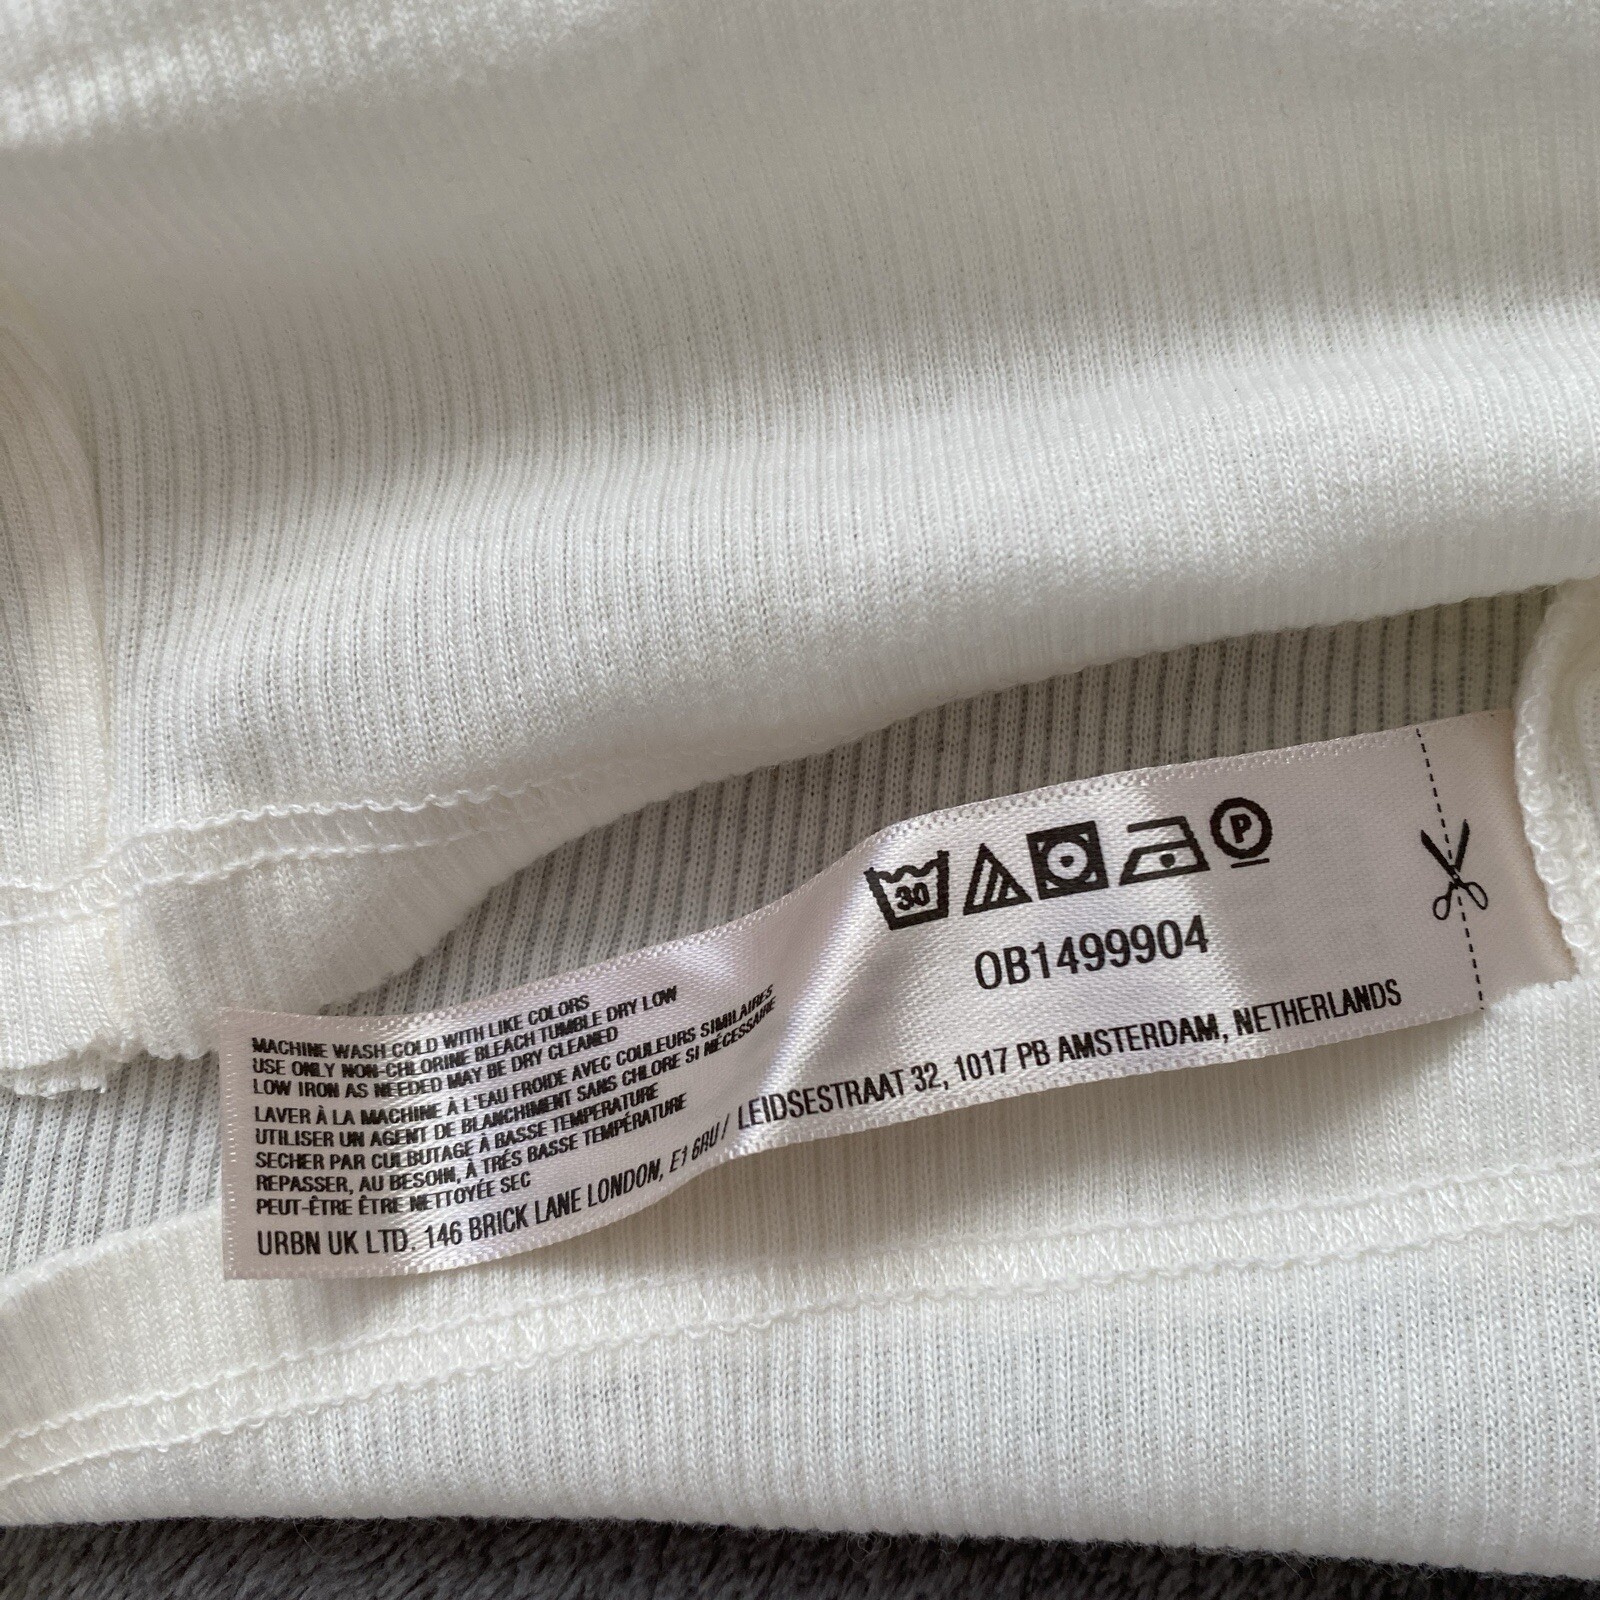 MACHINE WASH COLD WITH LIKE COLORS
USE ONLY NON-CHLORINE BLEACH TUMBLE DRY LOW
LOW IRON AS NEEDED MAY BE DRY CLEANED
LAVER À LA MACHINE À L'EAU FROIDE AVEC COULEURS SIMILAIRES
UTILISER UN AGENT DE BLANCHIMENT SANS CHLORE SI NÉCESSAIRE
SECHER PAR CULBUTAGE À BASSE TEMPERATURE
REPASSER, AU BESOIN, À TRÉS BASSE TEMPÉRATURE
PEUT-ÊTRE ÊTRE NETTOYÉE SEC
30 P
OB1499904
URBN UK LTD. 146 BRICK LANE LONDON, E1 6RU / LEIDSESTRAAT 32, 1017 PB AMSTERDAM, NETHERLANDS